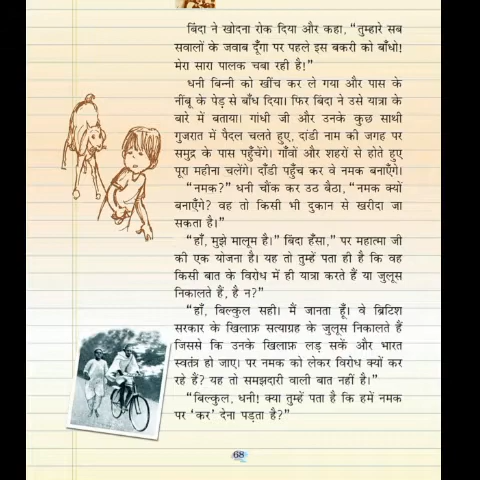 बिंदा ने खोदना रोक दिया और कहा, “तुम्हारे सब
सवालों के जवाब दूँगा पर पहले इस बकरी को बाँधो!
मेरा सारा पालक चबा रही है!”
धनी बिन्नी को खींच कर ले गया और पास के
नींबू के पेड़ से बाँध दिया। फिर बिंदा ने उसे यात्रा के
बारे में बताया। गांधी जी और उनके कुछ साथी
गुजरात में पैदल चलते हुए, दांडी नाम की जगह पर
समुद्र के पास पहुँचेंगे। गाँवों और शहरों से होते हुए
पूरा महीना चलेंगे। दाँडी पहुँच कर वे नमक बनाएँगे।
“नमक?” धनी चौंक कर उठ बैठा, “नमक क्यों
बनाएँगे? वह तो किसी भी दुकान से खरीदा जा
सकता है।”
“हाँ, मुझे मालूम है।” बिंदा हँसा,” पर महात्मा जी
की एक योजना है। यह तो तुम्हें पता ही है कि वह
किसी बात के विरोध में ही यात्रा करते हैं या जुलूस
निकालते हैं, है न?”
“हाँ, बिल्कुल सही। मैं जानता हूँ। वे ब्रिटिश
सरकार के खिलाफ़ सत्याग्रह के जुलूस निकालते हैं
जिससे कि उनके खिलाफ़ लड़ सकें और भारत
स्वतंत्र हो जाए। पर नमक को लेकर विरोध क्यों कर
रहे हैं? यह तो समझदारी वाली बात नहीं है।”
“बिल्कुल, धनी! क्या तुम्हें पता है कि हमें नमक
पर ‘कर’ देना पड़ता है?”
68